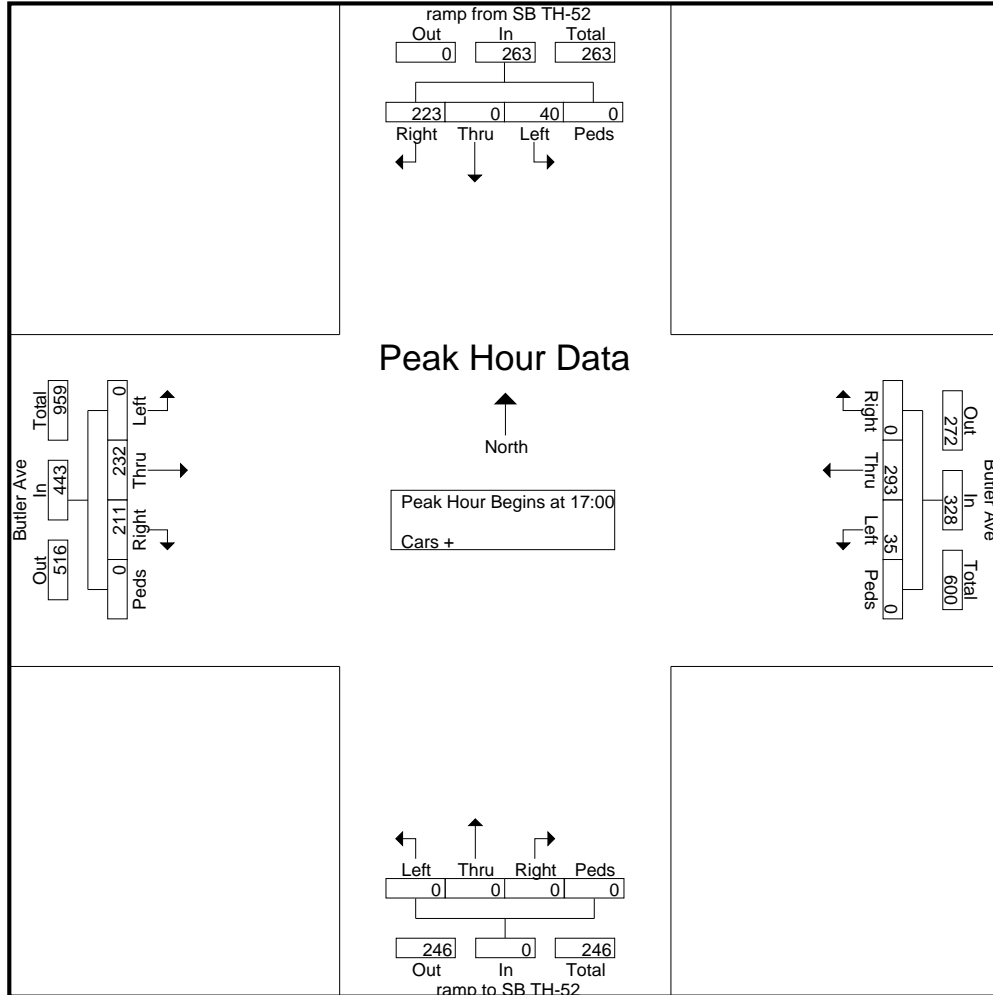 ramp from SB TH-52
Out In Total
0 263 263
223 0 40 0
Right Thru Left Peds
Peak Hour Data
North
Peak Hour Begins at 17:00
Cars +
Butler Ave
Total In Out
959 443 516
0 232 211 0
Left Thru Right Peds
Right Thru Left Peds
0 293 35 0
Out In Total
272 328 600
Butler Ave
Left Thru Right Peds
0 0 0 0
246 0 246
Out In Total
ramp to SB TH-52